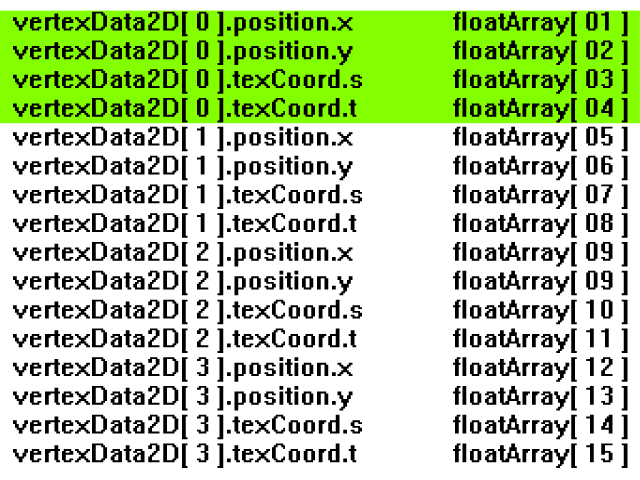 vertexData2D[ 0 ].position.x floatArray[ 01 ]
vertexData2D[ 0 ].position.y floatArray[ 02 ]
vertexData2D[ 0 ].texCoord.s floatArray[ 03 ]
vertexData2D[ 0 ].texCoord.t floatArray[ 04 ]
vertexData2D[ 1 ].position.x floatArray[ 05 ]
vertexData2D[ 1 ].position.y floatArray[ 06 ]
vertexData2D[ 1 ].texCoord.s floatArray[ 07 ]
vertexData2D[ 1 ].texCoord.t floatArray[ 08 ]
vertexData2D[ 2 ].position.x floatArray[ 09 ]
vertexData2D[ 2 ].position.y floatArray[ 09 ]
vertexData2D[ 2 ].texCoord.s floatArray[ 10 ]
vertexData2D[ 2 ].texCoord.t floatArray[ 11 ]
vertexData2D[ 3 ].position.x floatArray[ 12 ]
vertexData2D[ 3 ].position.y floatArray[ 13 ]
vertexData2D[ 3 ].texCoord.s floatArray[ 14 ]
vertexData2D[ 3 ].texCoord.t floatArray[ 15 ]